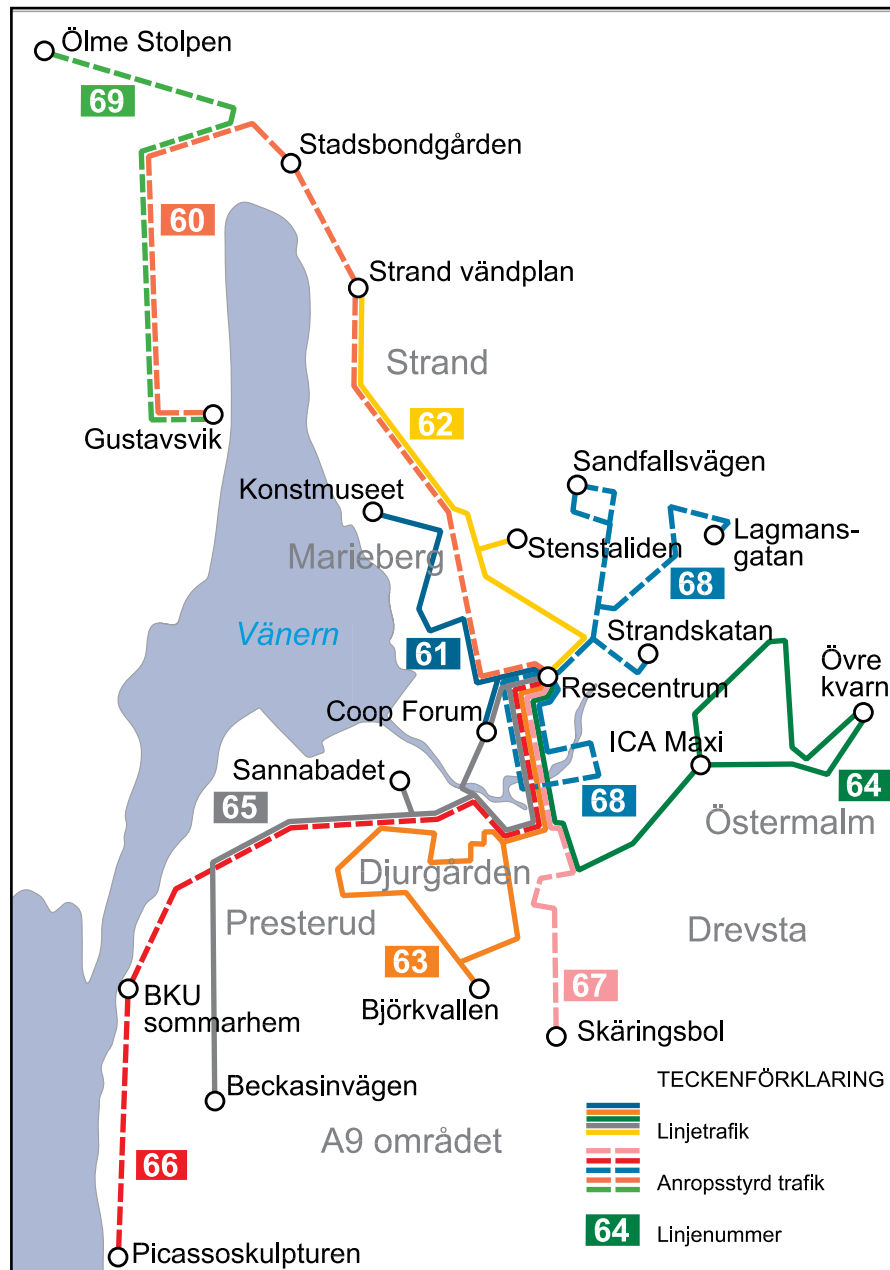 Ölme Stolpen
69
Stadsbondgården
60
Strand vändplan
Strand
62
Gustavsvik
Sandfallsvägen
Konstmuseet
Lagmans-
gatan
Stenstaliden
Marieberg
68
Vänern
61
Strandskatan
Övre
kvarn
Resecentrum
Coop Forum
ICA Maxi
Sannabadet
65
68
64
Östermalm
Djurgården
Presterud
Drevsta
63
67
BKU
sommarhem
Björkvallen
Skäringsbol
TECKENFÖRKLARING
Beckasinvägen
Linjetrafik
A9 området
66
Anropsstyrd trafik
64
Linjenummer
Picassoskulpturen